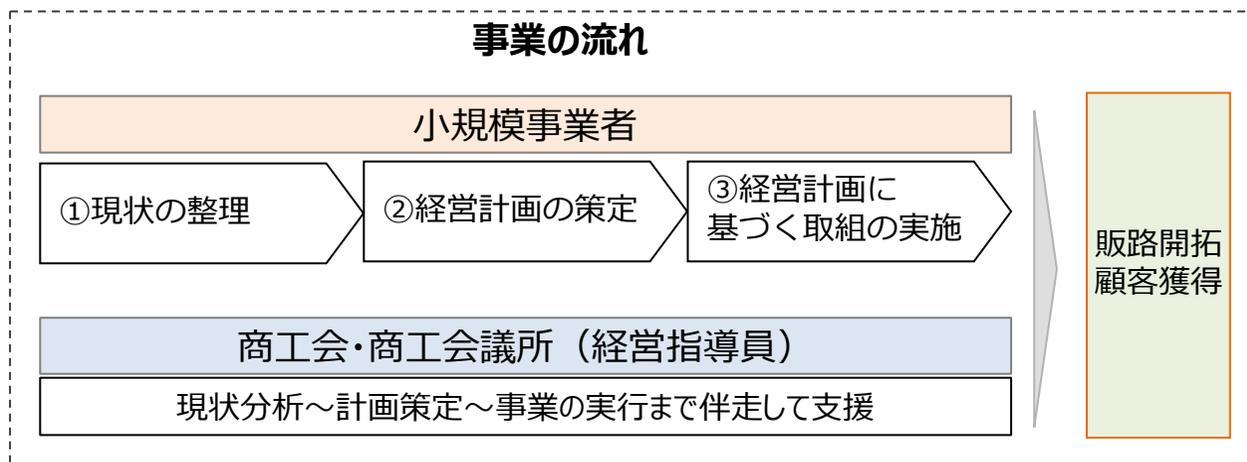 事業の流れ
小規模事業者
①現状の整理
②経営計画の策定
③経営計画に
基づく取組の実施
商工会・商工会議所（経営指導員）
現状分析～計画策定～事業の実行まで伴走して支援
販路開拓
顧客獲得